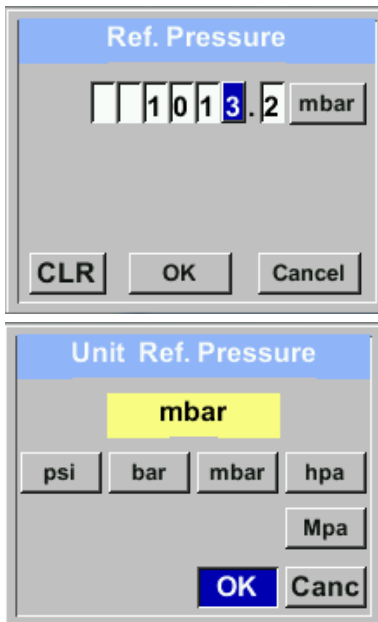 Ref. Pressure
1013.2 mbar
CLR OK Cancel
Unit Ref. Pressure
mbar
psi bar mbar hpa
Mpa
OK Canc